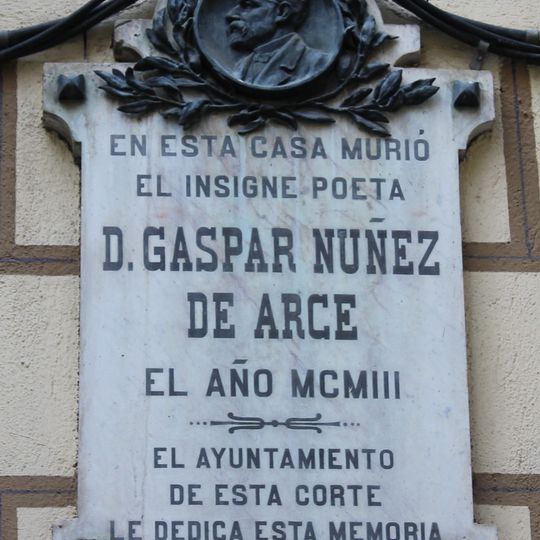 EN ESTA CASA MURIÓ
EL INSIGNE POETA
D. GASPAR NÚÑEZ
DE ARCE
EL AÑO MCMIII
EL AYUNTAMIENTO
DE ESTA CORTE
LE DEDICA ESTA MEMORIA